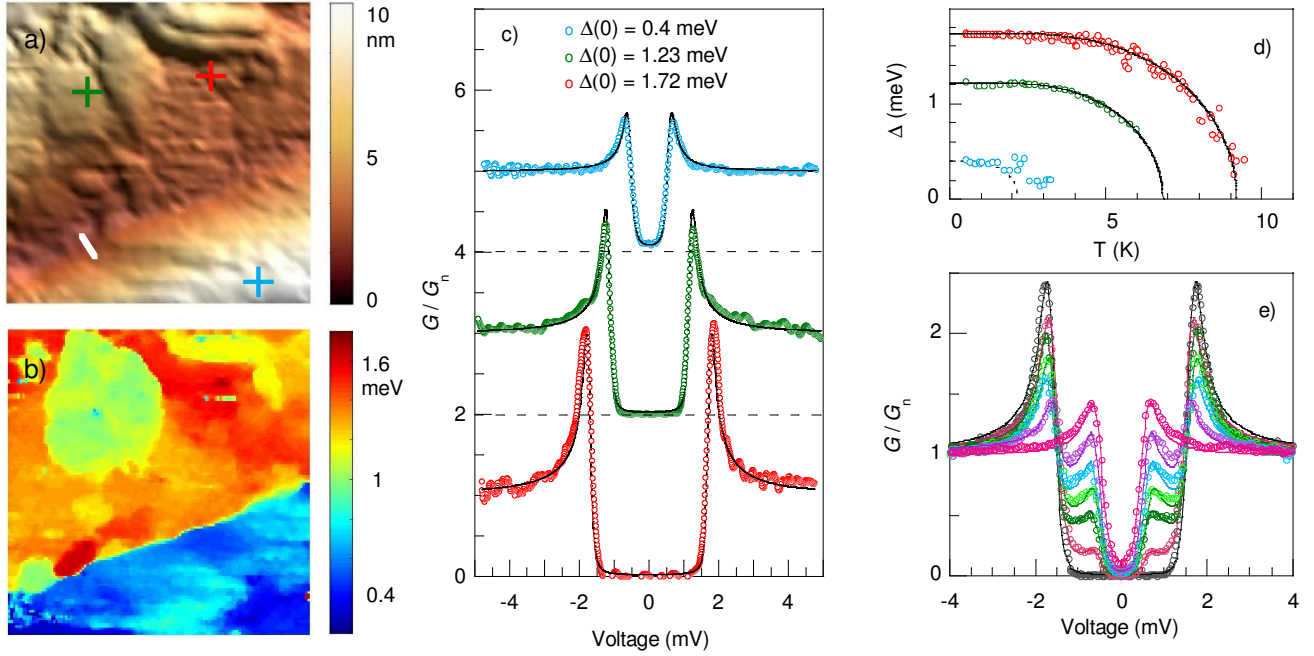 a)
10
nm
5
0
b)
1.6
meV
1
0.4
c)
Δ(0) = 0.4 meV
Δ(0) = 1.23 meV
Δ(0) = 1.72 meV
G / Gₙ
6
4
2
0
-4 -2 0 2 4
Voltage (mV)
d)
Δ (meV)
1
0
0 5 10
T (K)
e)
G / Gₙ
2
1
0
-4 -2 0 2 4
Voltage (mV)